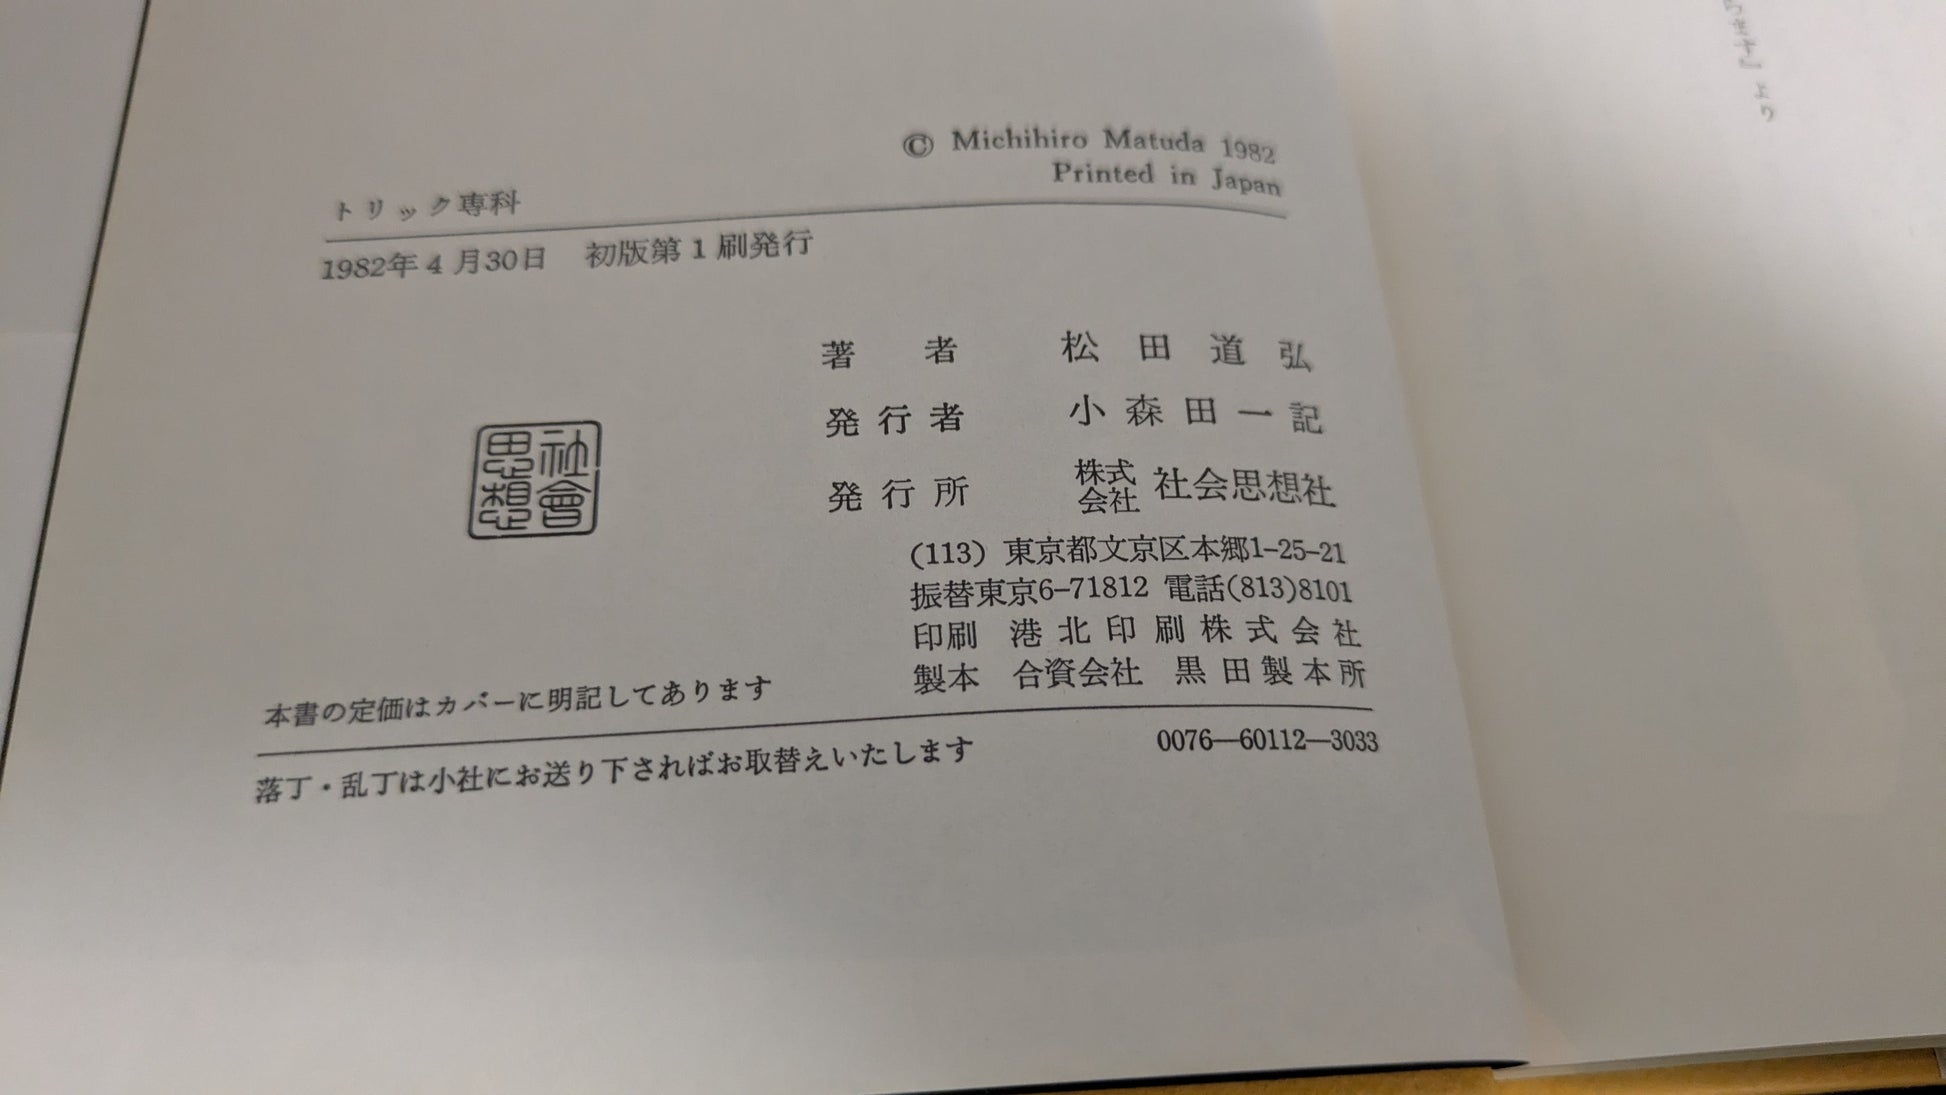 © Michihiro Matuda 1982
Printed in Japan
トリック専科
1982年4月30日　初版第1刷発行
著者　松田道弘
発行者　小森田一記
発行所　株式会社 社会思想社
(113) 東京都文京区本郷1-25-21
振替東京6-71812 電話(813)8101
印刷　港北印刷株式会社
製本　合資会社　黒田製本所
社會思想
本書の定価はカバーに明記してあります
落丁・乱丁は小社にお送り下さればお取替えいたします
0076—60112—3033
ます』より